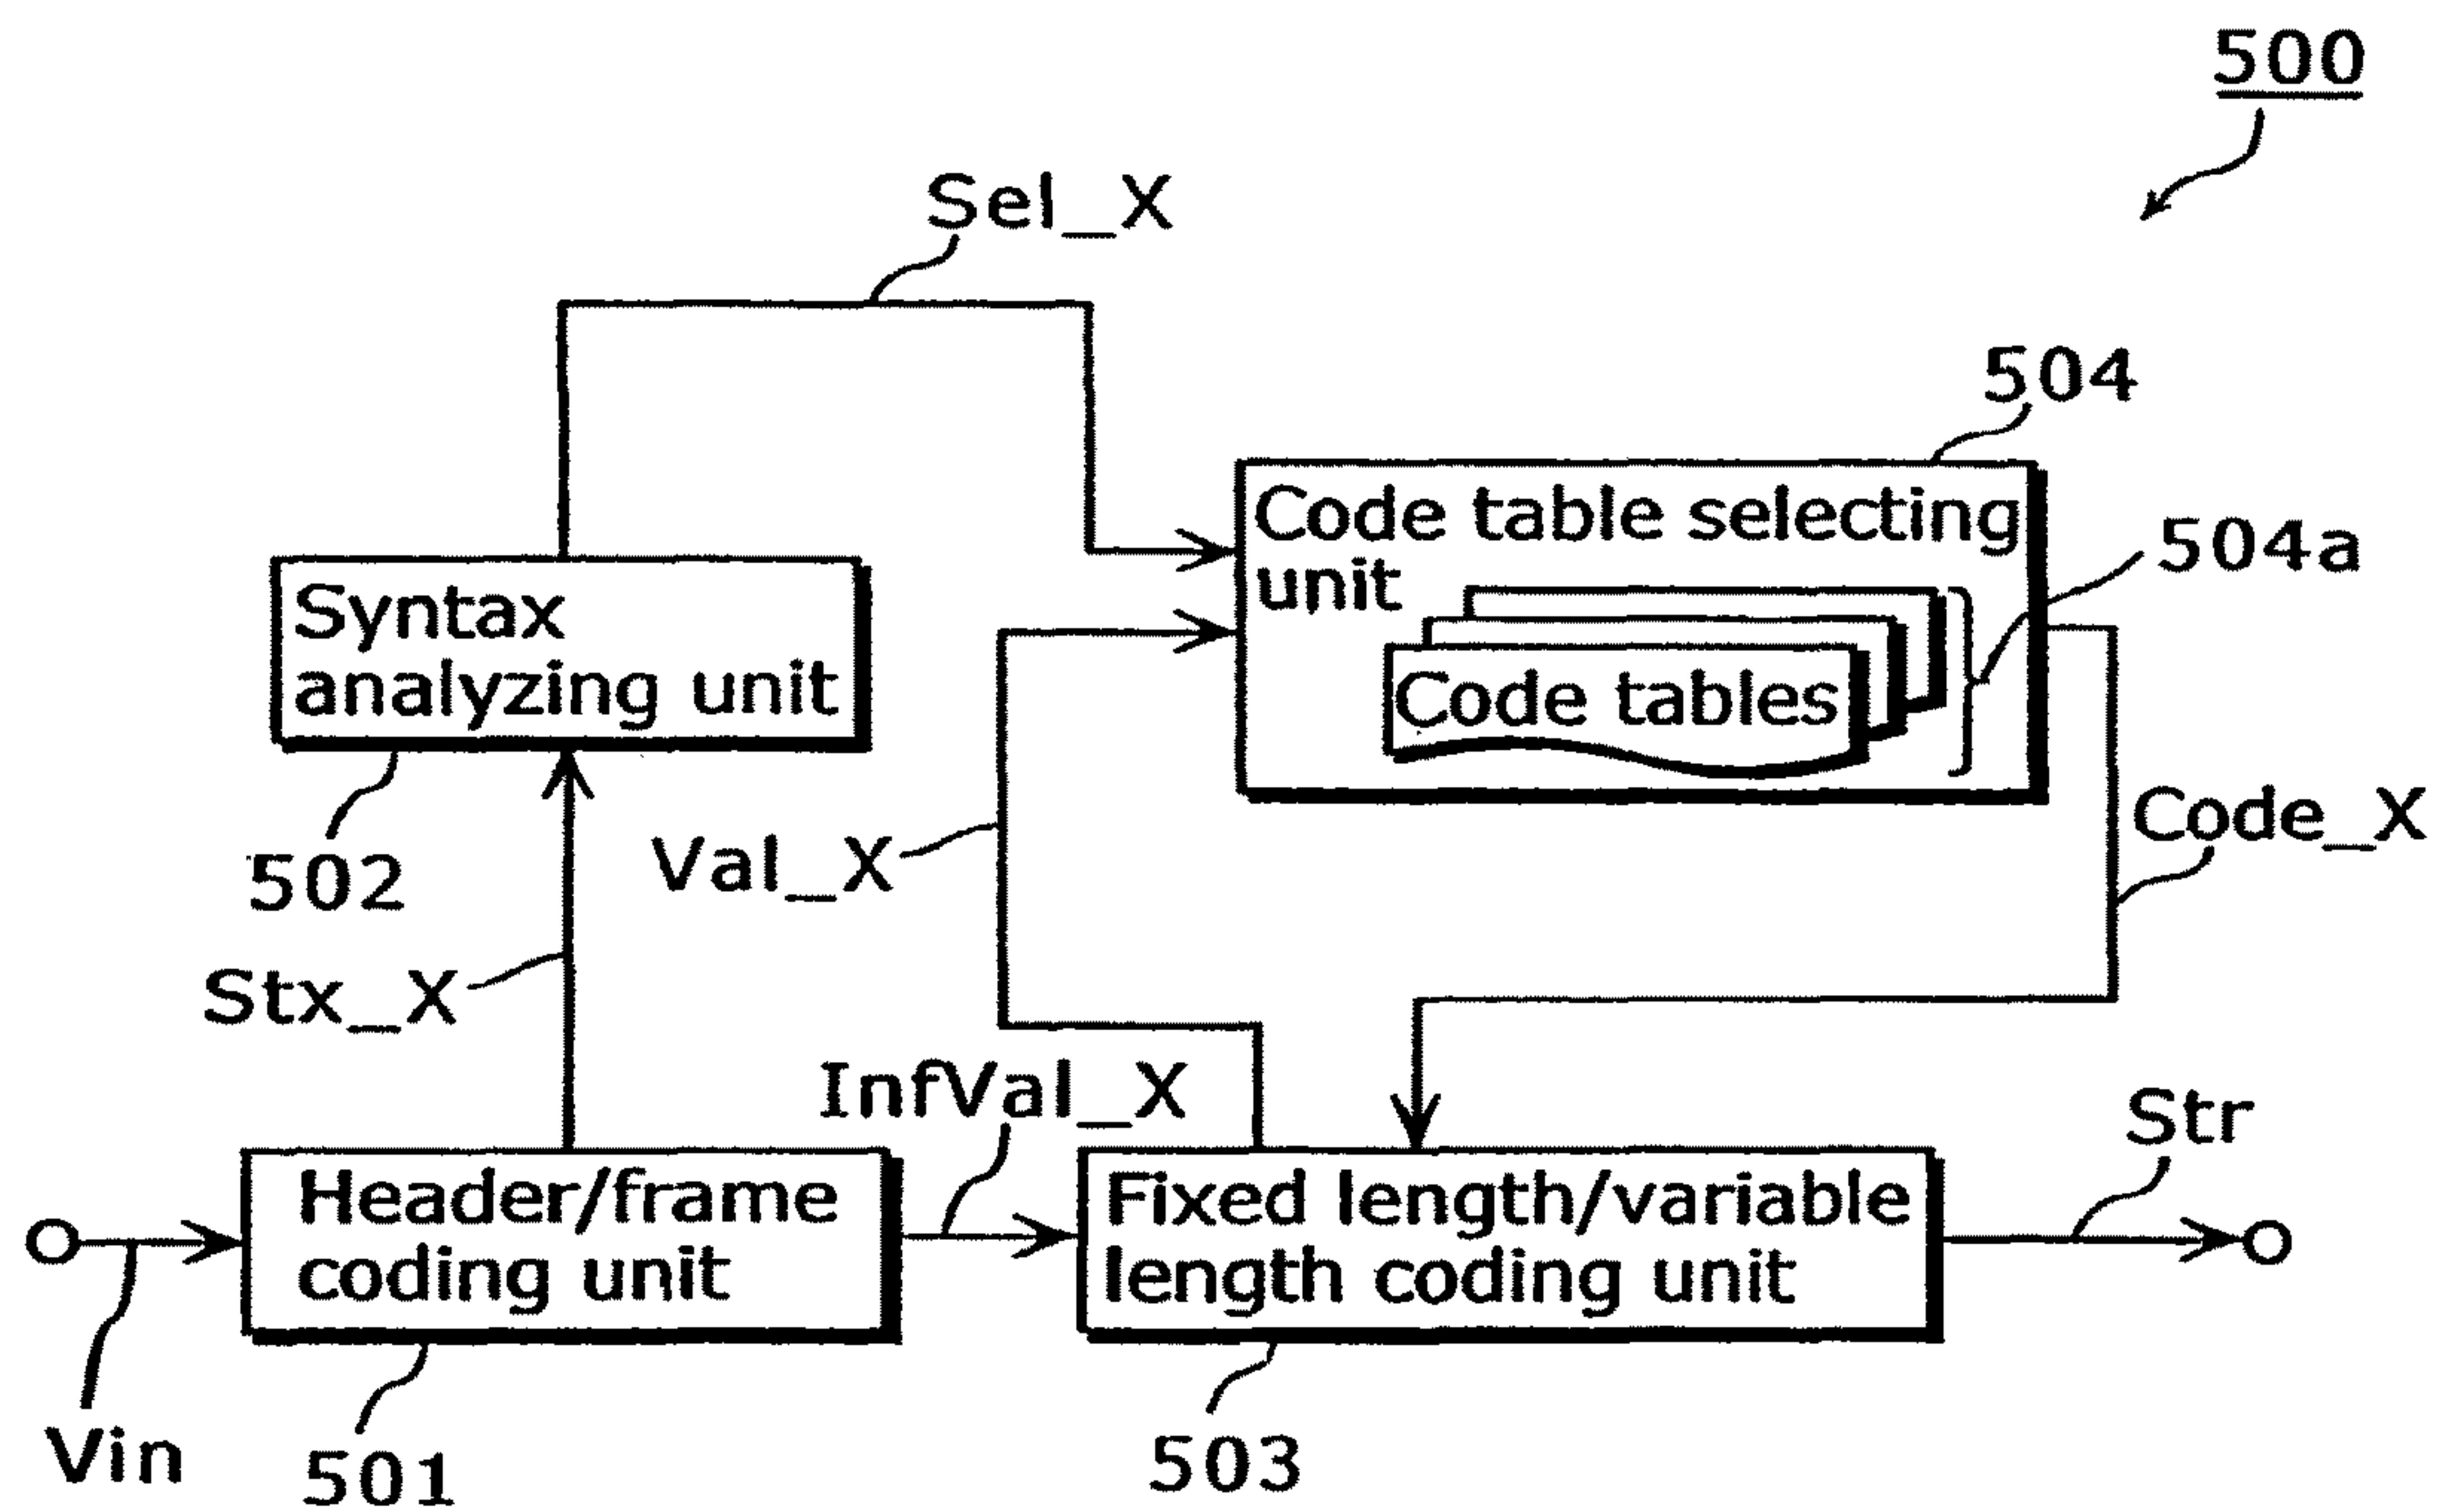 500
Sel_X
504
Code table selecting
unit
504a
Code tables
Syntax
analyzing unit
502
Val_X
Code_X
Stx_X
InfVal_X
Str
Header/frame
coding unit
Fixed length/variable
length coding unit
Vin
501
503